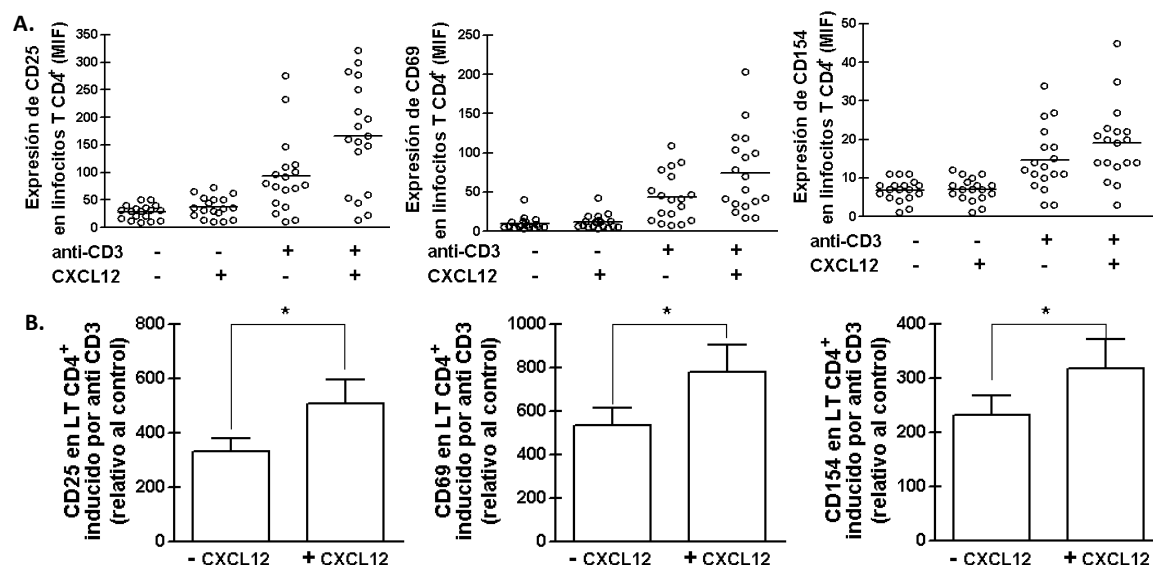 A.
Expresión de CD25
en linfocitos T CD4+ (MIF)
350
300
250
200
150
100
50
0
anti-CD3 - - + +
CXCL12 - + - +
Expresión de CD69
en linfocitos T CD4+ (MIF)
250
200
150
100
50
0
anti-CD3 - - + +
CXCL12 - + - +
Expresión de CD154
en linfocitos T CD4+ (MIF)
50
40
30
20
10
0
anti-CD3 - - + +
CXCL12 - + - +
B.
CD25 en LT CD4+
inducido por anti CD3
(relativo al control)
800
600
400
200
0
*
- CXCL12 + CXCL12
CD69 en LT CD4+
inducido por anti CD3
(relativo al control)
1000
800
600
400
200
0
*
- CXCL12 + CXCL12
CD154 en LT CD4+
inducido por anti CD3
(relativo al control)
400
300
200
100
0
*
- CXCL12 + CXCL12